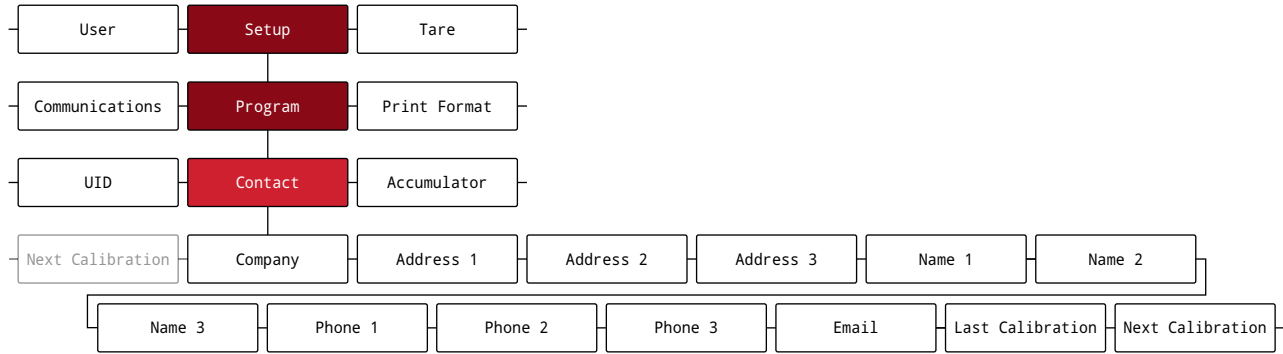 User Setup Tare
Communications Program Print Format
UID Contact Accumulator
Next Calibration Company Address 1 Address 2 Address 3 Name 1 Name 2
Name 3 Phone 1 Phone 2 Phone 3 Email Last Calibration Next Calibration